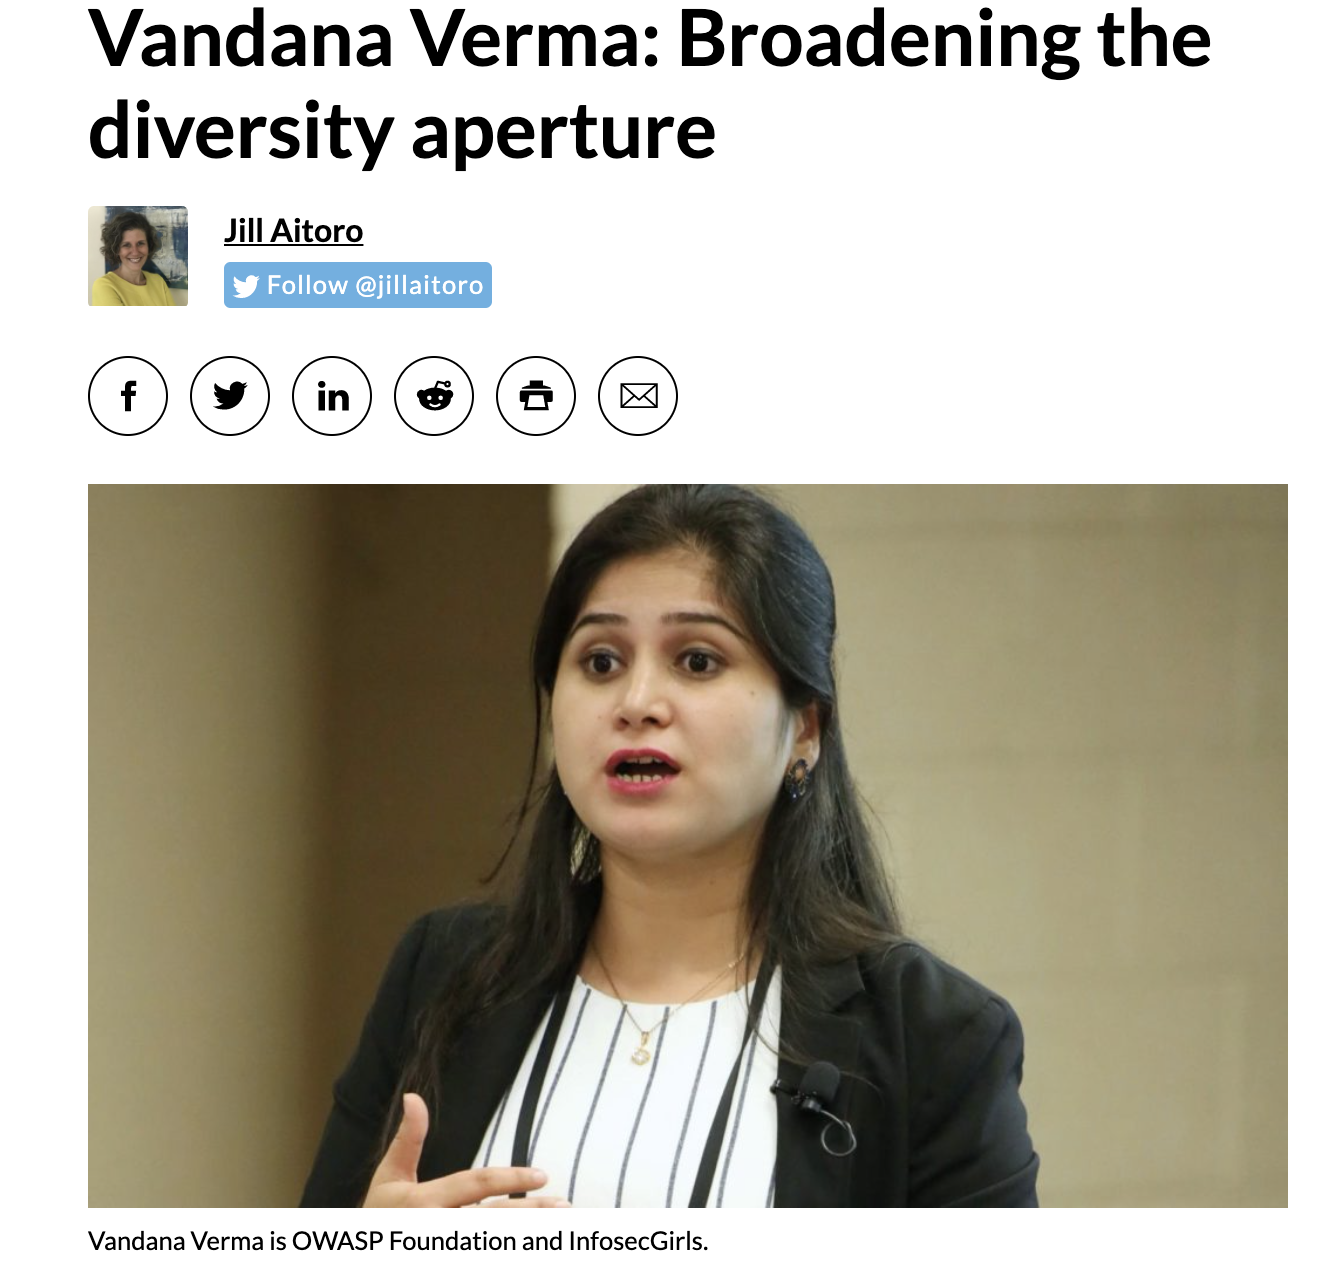 Vandana Verma: Broadening the
diversity aperture
Jill Aitoro
Follow @jillaitoro
Vandana Verma is OWASP Foundation and InfosecGirls.